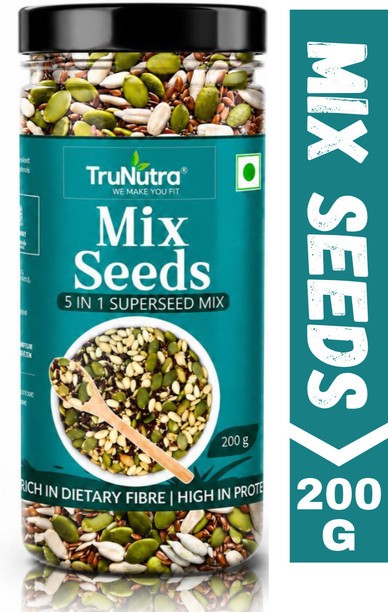 TruNutra®
WE MAKE YOU FIT
Mix
Seeds
5 IN 1 SUPERSEED MIX
200 g
RICH IN DIETARY FIBRE | HIGH IN PROTE
MIX SEEDS
200
G